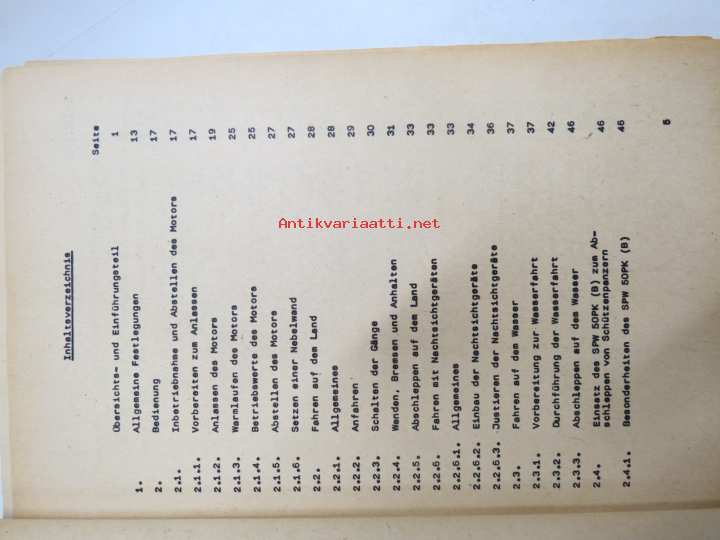 Inhaltsverzeichnis
Seite
Übersichts- und Einführungsteil 1
1. Allgemeine Festlegungen 13
2. Bedienung 17
2.1. Inbetriebnahme und Abstellen des Motors 17
2.1.1. Vorbereiten zum Anlassen 17
2.1.2. Anlassen des Motors 19
2.1.3. Warmlaufen des Motors 25
2.1.4. Betriebswerte des Motors 25
2.1.5. Abstellen des Motors 27
2.1.6. Setzen einer Nebelwand 27
2.2. Fahren auf dem Land 28
2.2.1. Allgemeines 28
2.2.2. Anfahren 29
2.2.3. Schalten der Gänge 30
2.2.4. Wenden, Bremsen und Anhalten 31
2.2.5. Abschleppen auf dem Land 33
2.2.6. Fahren mit Nachtsichtgeräten 33
2.2.6.1. Allgemeines 33
2.2.6.2. Einbau der Nachtsichtgeräte 34
2.2.6.3. Justieren der Nachtsichtgeräte 36
2.3. Fahren auf dem Wasser 37
2.3.1. Vorbereitung zur Wasserfahrt 37
2.3.2. Durchführung der Wasserfahrt 42
2.3.3. Abschleppen auf dem Wasser 46
2.4. Einsatz des SPW 50PK (B) zum Ab-
schleppen von Schützenpanzern 46
2.4.1. Besonderheiten des SPW 50PK (B) 46
5
Antikvariaatti.net